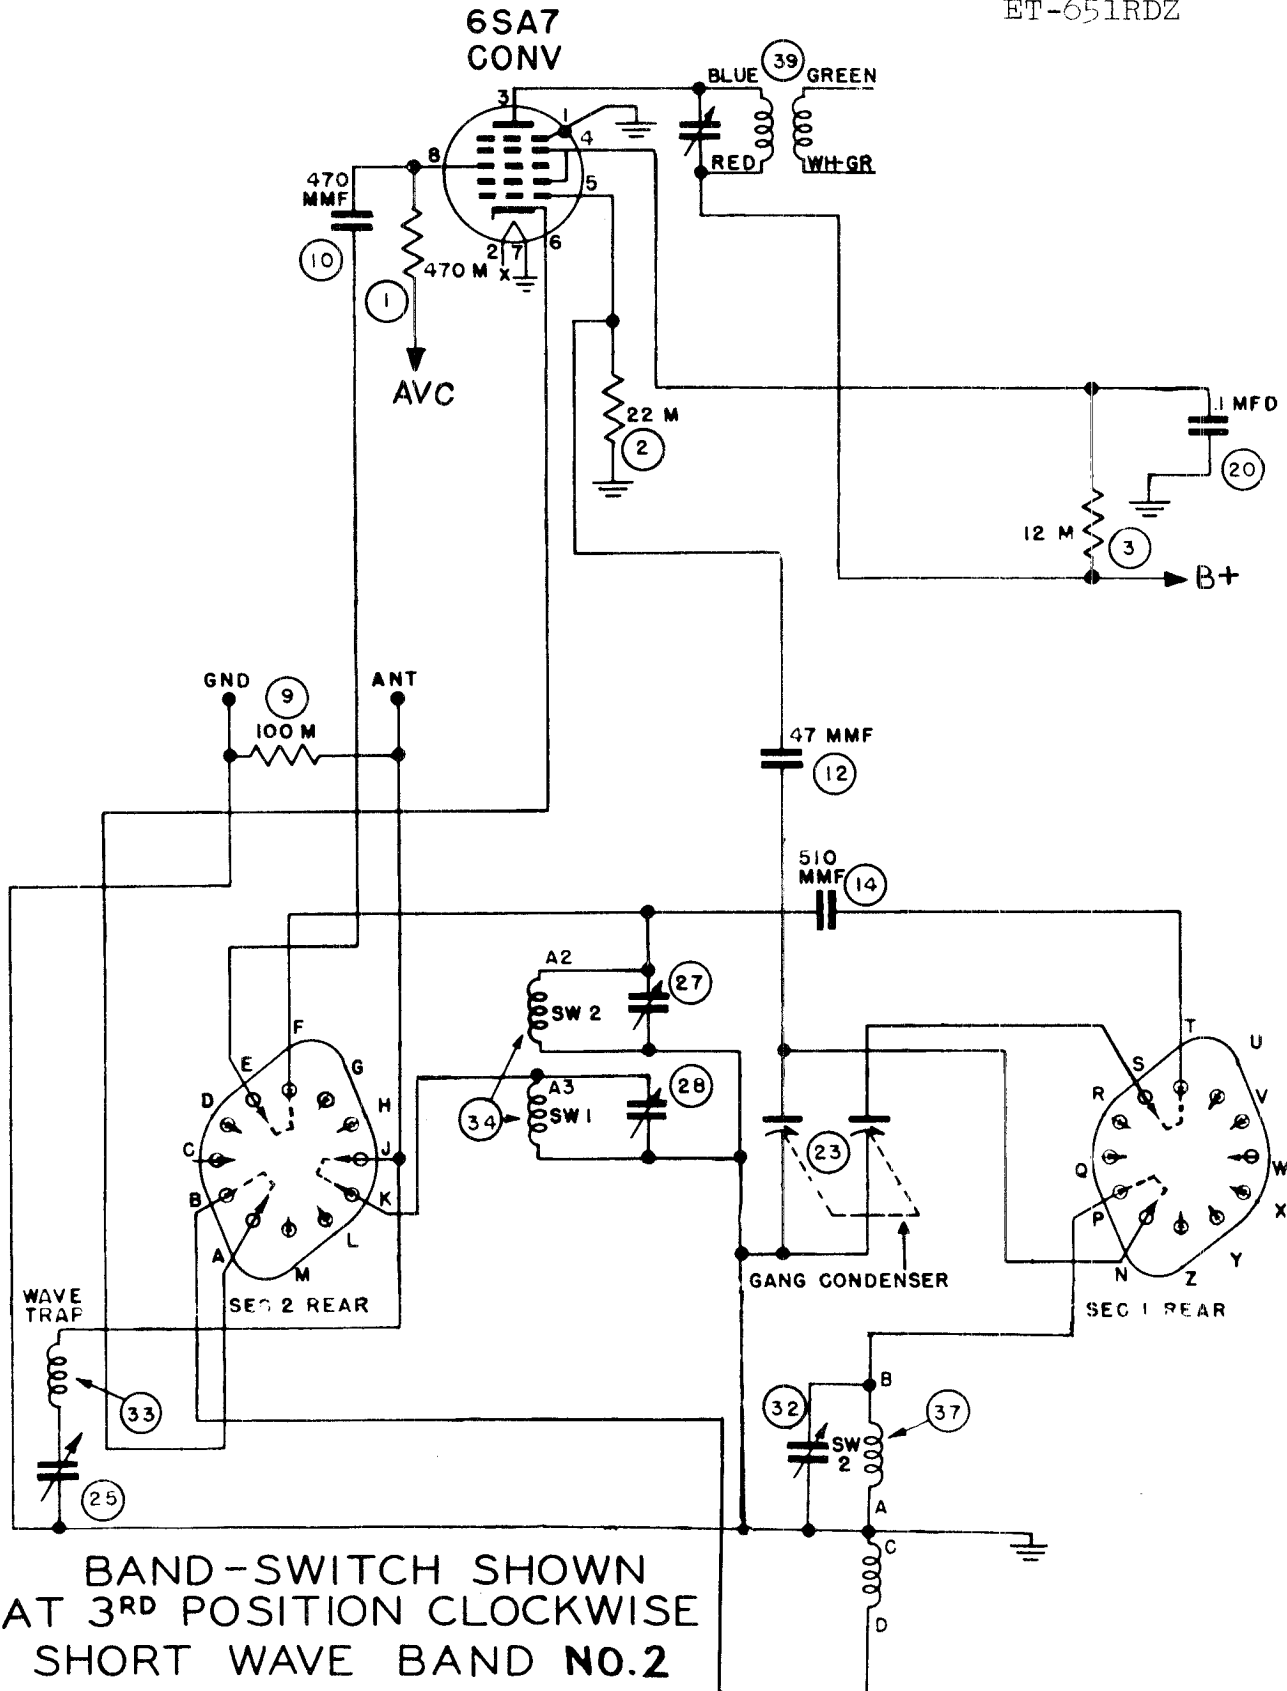 ET-651RDZ
6SA7
CONV
BLUE 39 GREEN
3 1
4
8
RED WH-GR
470
MMF
5
10
2 7 6
470 M X
1
AVC
22 M
2
.1 MFD
20
12 M
3
B+
GND 9 ANT
100 M
47 MMF
12
510
MMF 14
A2
27
SW 2
F
E G
D H
C J
B K
A L
M
34
A3
28
SW 1
T
S U
R V
Q W
P X
N Y
Z
23
GANG CONDENSER
SEC 2 REAR
SEC 1 REAR
WAVE
TRAP
33
25
32
B
37
SW
2
A
C
D
BAND-SWITCH SHOWN
AT 3RD POSITION CLOCKWISE
SHORT WAVE BAND NO.2